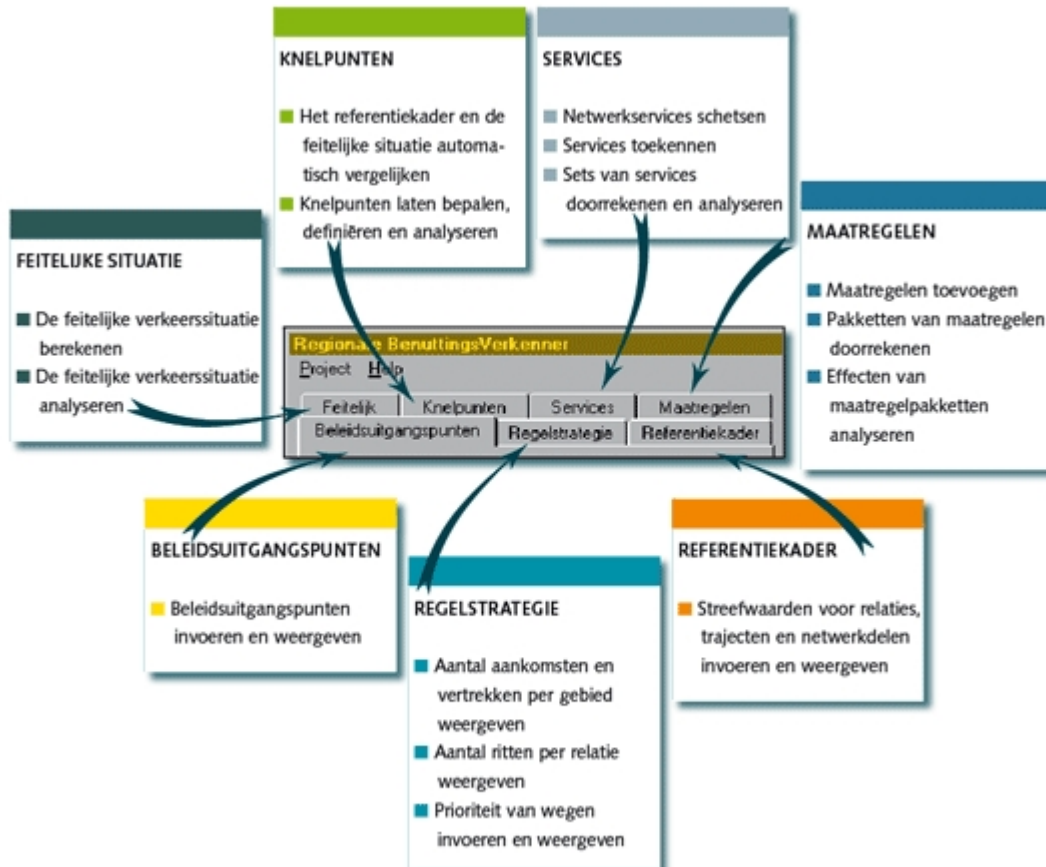 KNELPUNTEN
Het referentiekader en de
feitelijke situatie automa-
tisch vergelijken
Knelpunten laten bepalen,
definiëren en analyseren
SERVICES
Netwerkservices schetsen
Services toekennen
Sets van services
doorrekenen en analyseren
MAATREGELEN
Maatregelen toevoegen
Pakketten van maatregelen
doorrekenen
Effecten van
maatregelpakketten
analyseren
FEITELIJKE SITUATIE
De feitelijke verkeerssituatie
berekenen
De feitelijke verkeerssituatie
analyseren
Regionale BenuttingsVerkenner
Project Help
Feitelijk Knelpunten Services Maatregelen
Beleidsuitgangspunten Regelstrategie Referentiekader
BELEIDSUITGANGSPUNTEN
Beleidsuitgangspunten
invoeren en weergeven
REGELSTRATEGIE
Aantal aankomsten en
vertrekken per gebied
weergeven
Aantal ritten per relatie
weergeven
Prioriteit van wegen
invoeren en weergeven
REFERENTIEKADER
Streefwaarden voor relaties,
trajecten en netwerkdelen
invoeren en weergeven